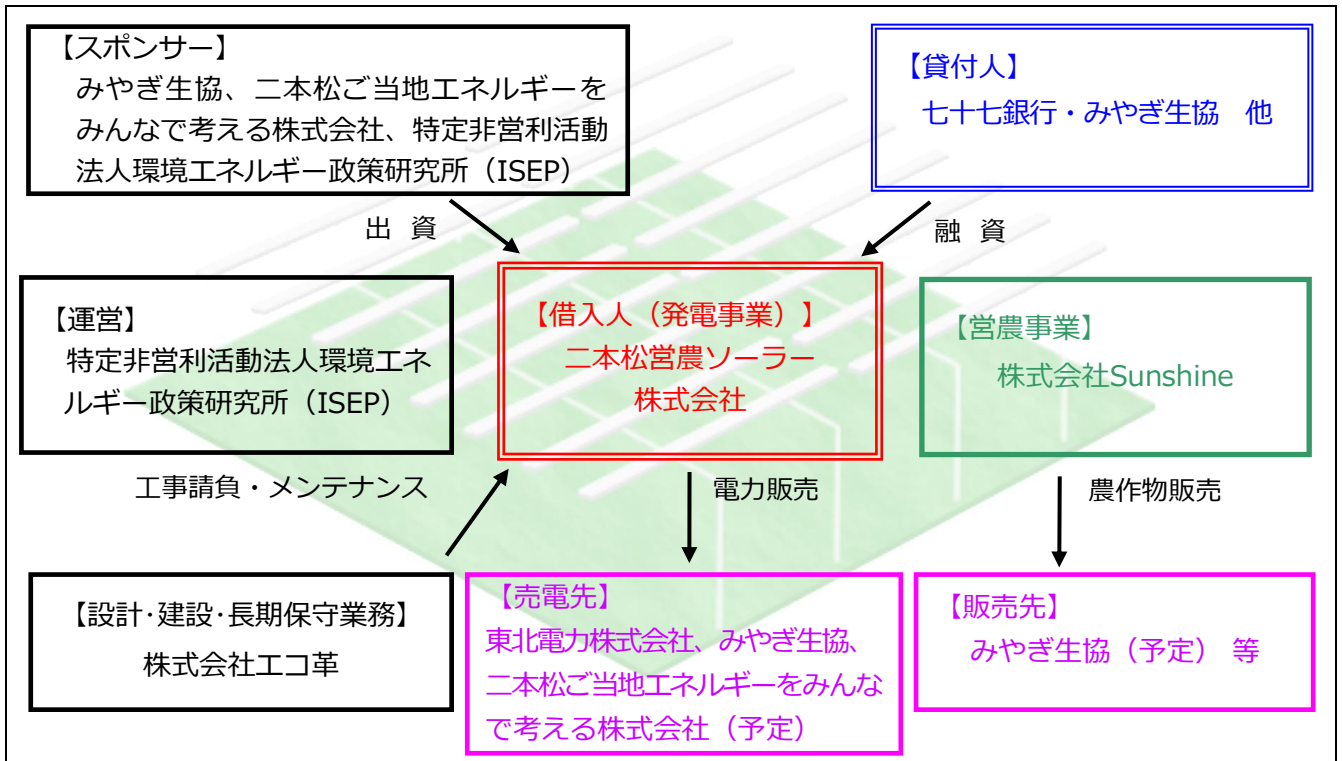 【スポンサー】
みやぎ生協、二本松ご当地エネルギーを
みんなで考える株式会社、特定非営利活動
法人環境エネルギー政策研究所（ISEP）
【貸付人】
七十七銀行・みやぎ生協　他
出 資
融 資
【運営】
特定非営利活動法人環境エネ
ルギー政策研究所（ISEP）
【借入人（発電事業）】
二本松営農ソーラー
株式会社
【営農事業】
株式会社Sunshine
工事請負・メンテナンス
電力販売
農作物販売
【設計･建設･長期保守業務】
株式会社エコ革
【売電先】
東北電力株式会社、みやぎ生協、
二本松ご当地エネルギーをみんな
で考える株式会社（予定）
【販売先】
みやぎ生協（予定） 等